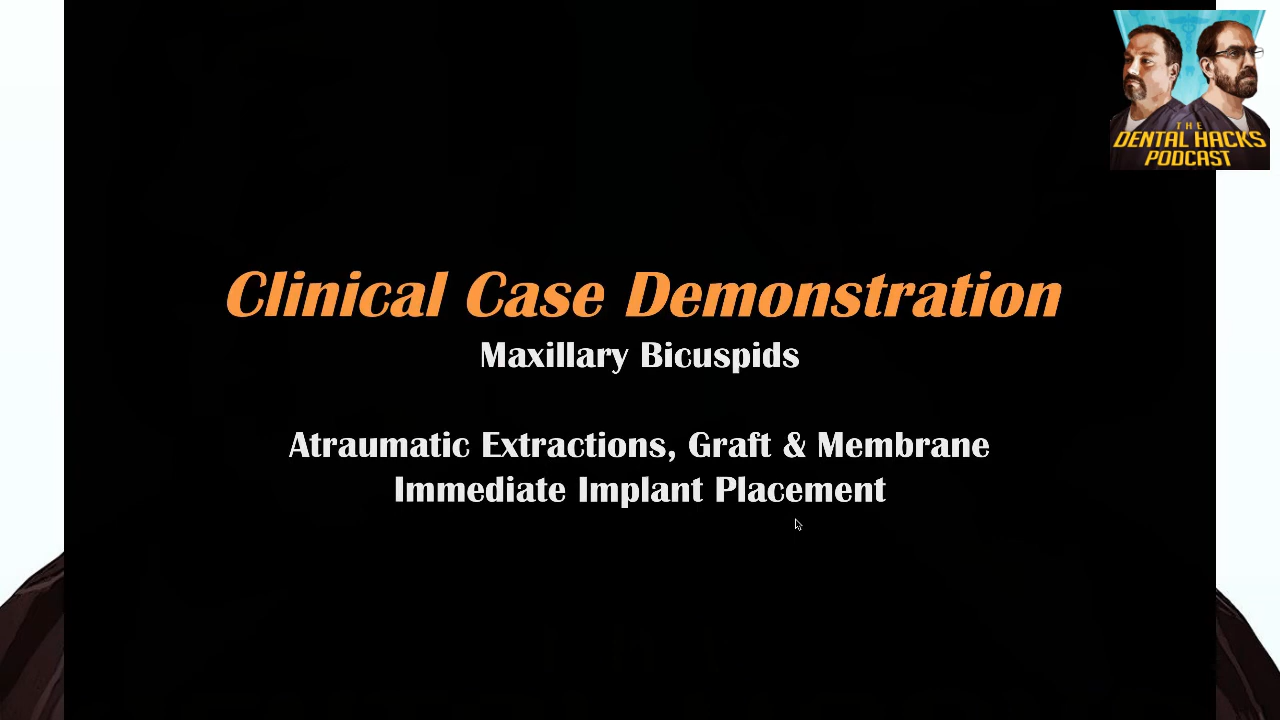 THE
DENTAL HACKS
PODCAST
Clinical Case Demonstration
Maxillary Bicuspids
Atraumatic Extractions, Graft & Membrane
Immediate Implant Placement